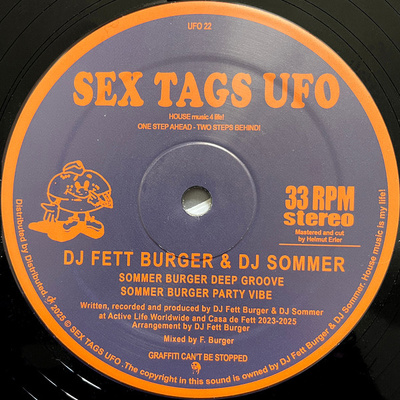 UFO 22
SEX TAGS UFO
HOUSE music 4 life!
ONE STEP AHEAD - TWO STEPS BEHIND!
33 RPM
stereo
Mastered and cut
by Helmut Erler
DJ FETT BURGER & DJ SOMMER
SOMMER BURGER DEEP GROOVE
SOMMER BURGER PARTY VIBE
Written, recorded and produced by DJ Fett Burger & DJ Sommer
at Active Life Worldwide and Casa de Fett 2023-2025
Arrangement by DJ Fett Burger
Mixed by F. Burger
GRAFFITI CAN'T BE STOPPED
Distributed by Distributed. ℗ 2025 © SEX TAGS UFO .The copyright in this sound is owned by DJ Fett Burger & DJ Sommer. House music is my life!